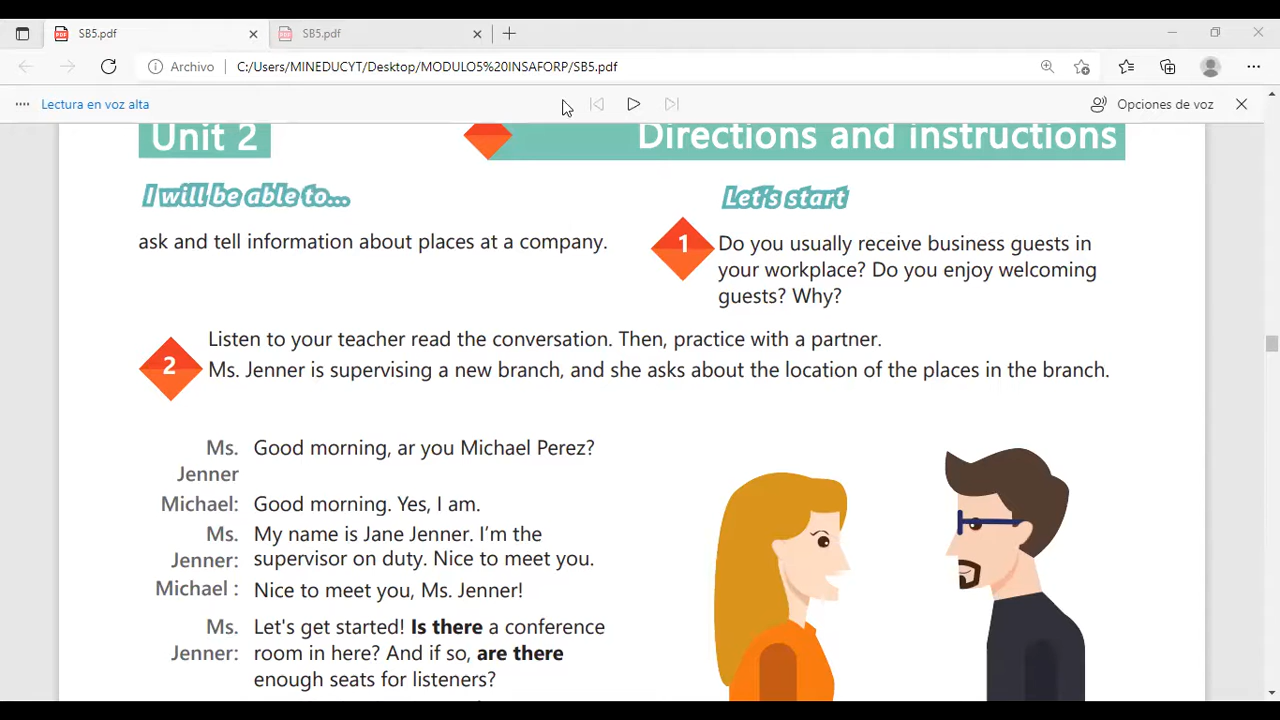 SB5.pdf
SB5.pdf
Archivo
C:/Users/MINEDUCYT/Desktop/MODULO5%20INSAFORP/SB5.pdf
Lectura en voz alta
Opciones de voz
Unit 2
Directions and instructions
I will be able to...
Let's start
ask and tell information about places at a company.
1
Do you usually receive business guests in
your workplace? Do you enjoy welcoming
guests? Why?
2
Listen to your teacher read the conversation. Then, practice with a partner.
Ms. Jenner is supervising a new branch, and she asks about the location of the places in the branch.
Ms. Good morning, ar you Michael Perez?
Jenner
Michael: Good morning. Yes, I am.
Ms. My name is Jane Jenner. I’m the
Jenner: supervisor on duty. Nice to meet you.
Michael : Nice to meet you, Ms. Jenner!
Ms. Let's get started! Is there a conference
Jenner: room in here? And if so, are there
enough seats for listeners?